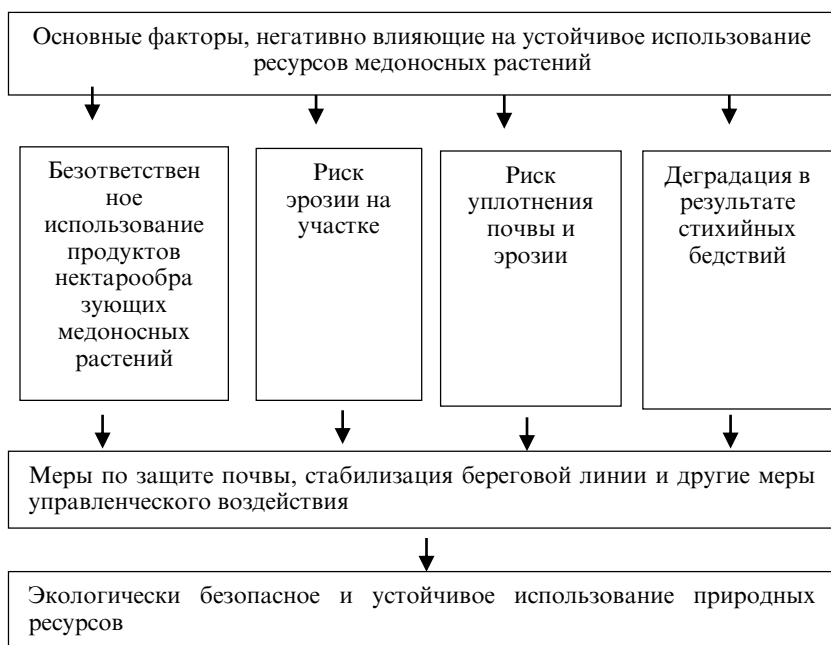 Основные факторы, негативно влияющие на устойчивое использование
ресурсов медоносных растений
Безответствен
ное
использование
продуктов
нектарообра
зующих
медоносных
растений
Риск
эрозии на
участке
Риск
уплотнения
почвы и
эрозии
Деградация в
результате
стихийных
бедствий
Меры по защите почвы, стабилизация береговой линии и другие меры
управленческого воздействия
Экологически безопасное и устойчивое использование природных
ресурсов